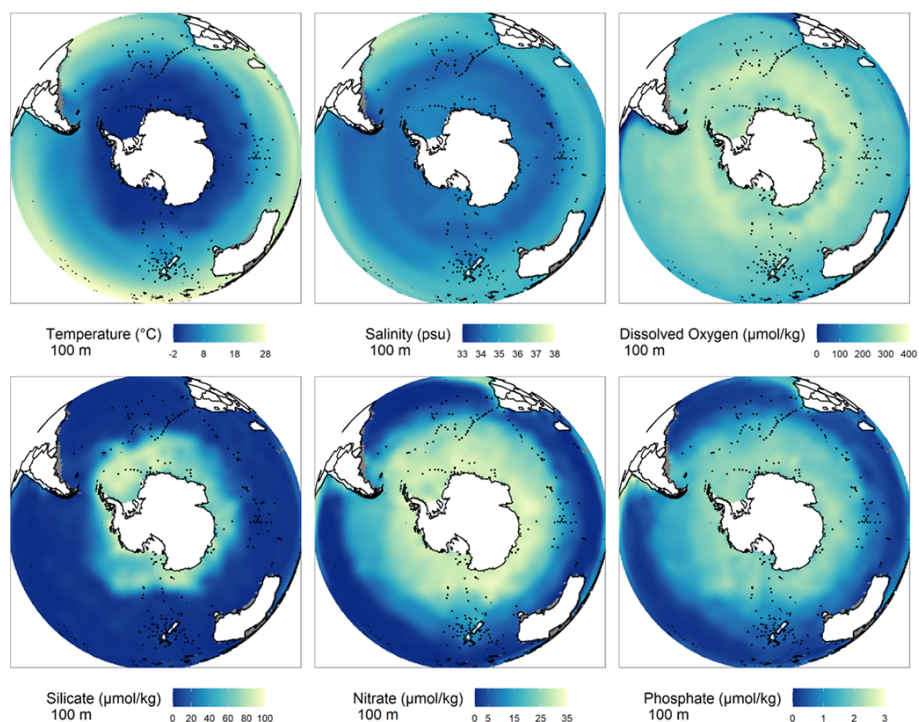 Temperature (°C)
100 m
-2 8 18 28
Salinity (psu)
100 m
33 34 35 36 37 38
Dissolved Oxygen (µmol/kg)
100 m
0 100 200 300 400
Silicate (µmol/kg)
100 m
0 20 40 60 80 100
Nitrate (µmol/kg)
100 m
0 5 15 25 35
Phosphate (µmol/kg)
100 m
1 2 3